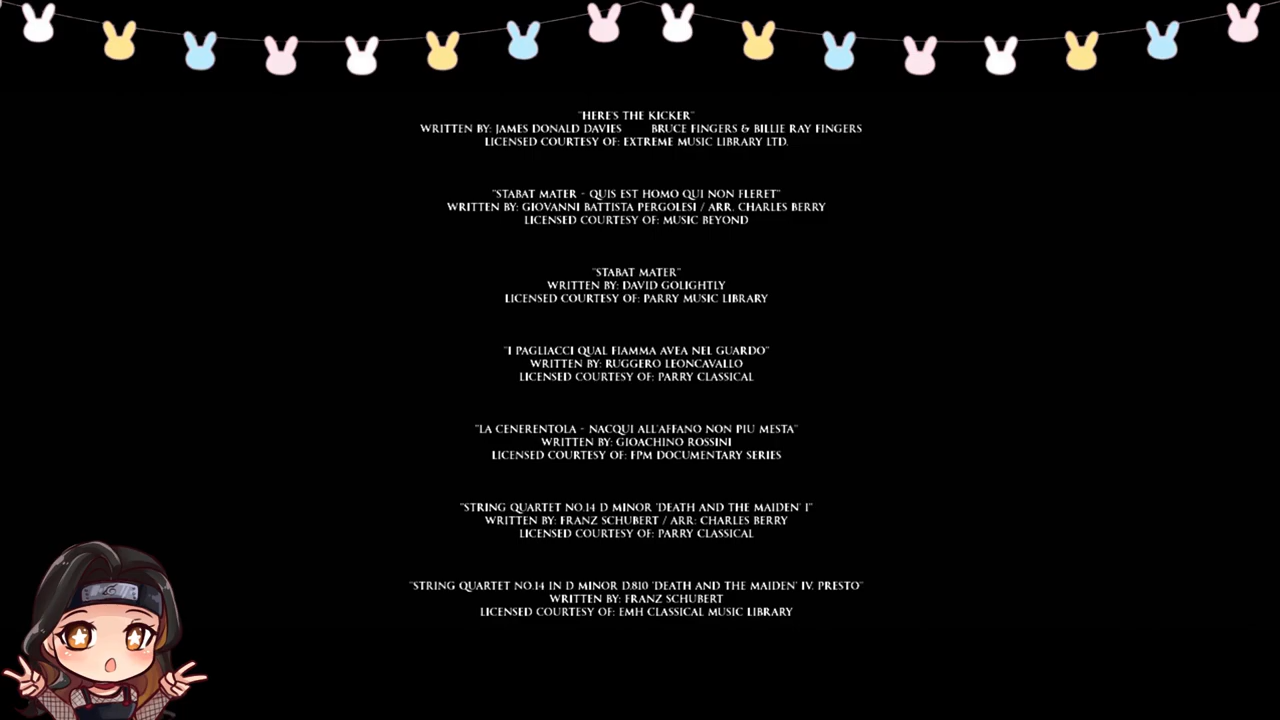 "HERE'S THE KICKER"
WRITTEN BY: JAMES DONALD DAVIES BRUCE FINGERS & BILLIE RAY FINGERS
LICENSED COURTESY OF: EXTREME MUSIC LIBRARY LTD.
"STABAT MATER - QUIS EST HOMO QUI NON FLERET"
WRITTEN BY: GIOVANNI BATTISTA PERGOLESI / ARR. CHARLES BERRY
LICENSED COURTESY OF: MUSIC BEYOND
"STABAT MATER"
WRITTEN BY: DAVID GOLIGHTLY
LICENSED COURTESY OF: PARRY MUSIC LIBRARY
"I PAGLIACCI QUAL FIAMMA AVEA NEL GUARDO"
WRITTEN BY: RUGGERO LEONCAVALLO
LICENSED COURTESY OF: PARRY CLASSICAL
"LA CENERENTOLA - NACQUI ALL'AFFANO NON PIU MESTA"
WRITTEN BY: GIOACHINO ROSSINI
LICENSED COURTESY OF: FPM DOCUMENTARY SERIES
"STRING QUARTET NO.14 D MINOR 'DEATH AND THE MAIDEN' I"
WRITTEN BY: FRANZ SCHUBERT / ARR: CHARLES BERRY
LICENSED COURTESY OF: PARRY CLASSICAL
"STRING QUARTET NO.14 IN D MINOR D.810 'DEATH AND THE MAIDEN' IV. PRESTO"
WRITTEN BY: FRANZ SCHUBERT
LICENSED COURTESY OF: EMH CLASSICAL MUSIC LIBRARY